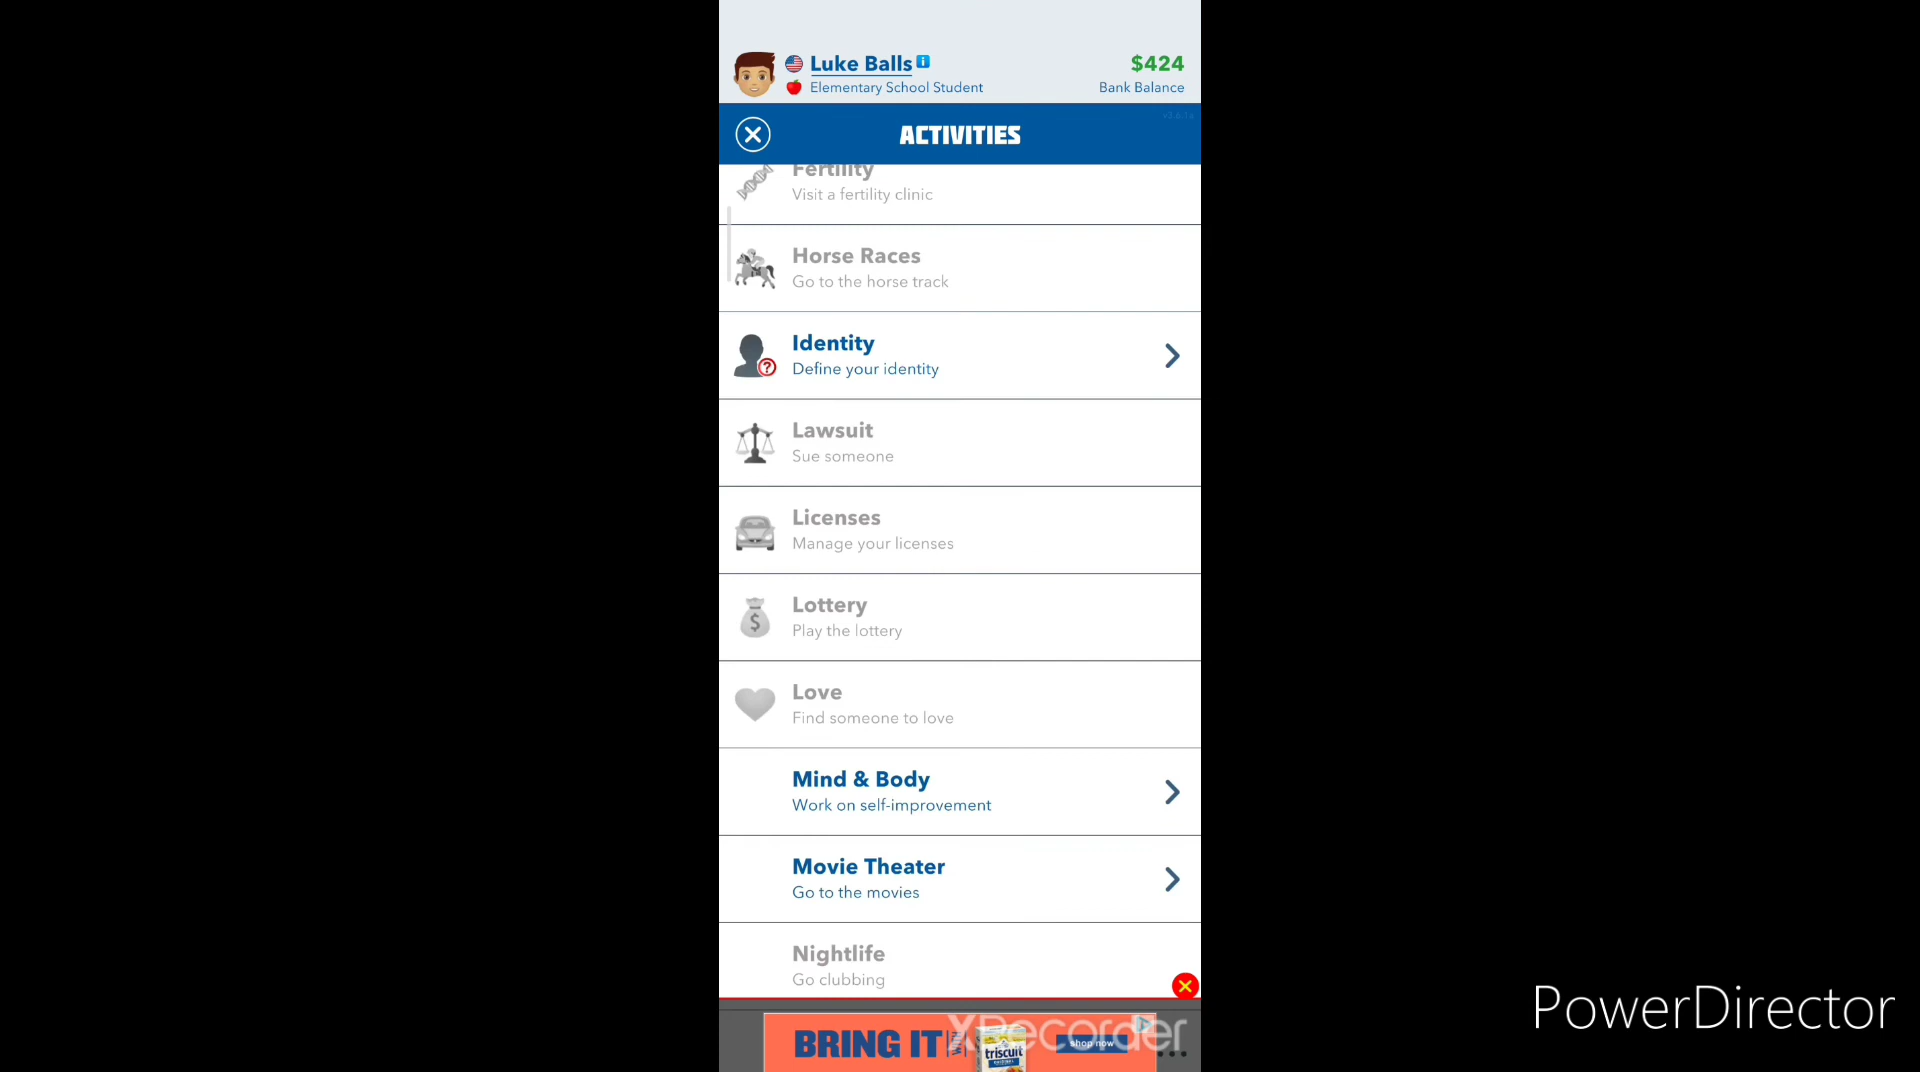 Luke Balls
$424
Elementary School Student
Bank Balance
ACTIVITIES
Fertility
Visit a fertility clinic
Horse Races
Go to the horse track
Identity
Define your identity
Lawsuit
Sue someone
Licenses
Manage your licenses
Lottery
Play the lottery
Love
Find someone to love
Mind & Body
Work on self-improvement
Movie Theater
Go to the movies
Nightlife
Go clubbing
BRING IT
XRecorder
triscuit
shop now
PowerDirector